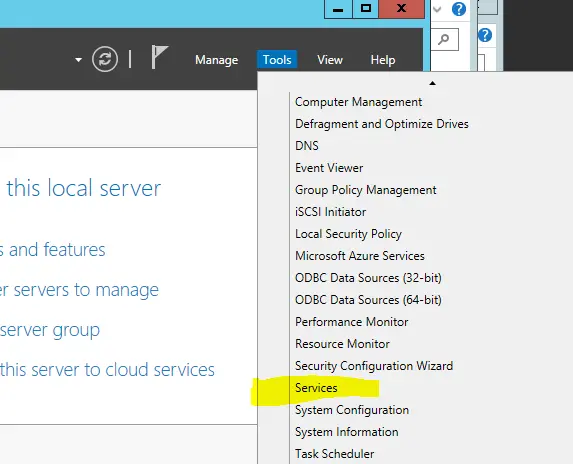 ?
?
Manage Tools View Help
Computer Management
Defragment and Optimize Drives
DNS
Event Viewer
Group Policy Management
iSCSI Initiator
Local Security Policy
Microsoft Azure Services
ODBC Data Sources (32-bit)
ODBC Data Sources (64-bit)
Performance Monitor
Resource Monitor
Security Configuration Wizard
Services
System Configuration
System Information
Task Scheduler
this local server
s and features
er servers to manage
server group
this server to cloud services